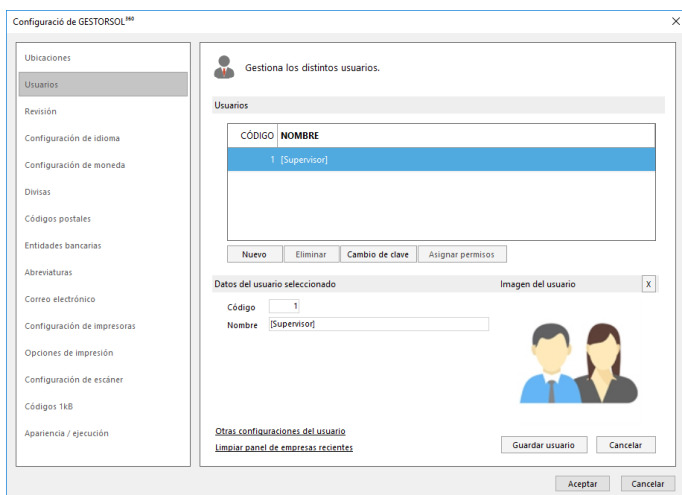 Configuració de GESTORSOL³⁶⁰
X
Ubicaciones
Usuarios
Revisión
Configuración de idioma
Configuración de moneda
Divisas
Códigos postales
Entidades bancarias
Abreviaturas
Correo electrónico
Configuración de impresoras
Opciones de impresión
Configuración de escáner
Códigos 1kB
Apariencia / ejecución
Gestiona los distintos usuarios.
Usuarios
CÓDIGO NOMBRE
1 [Supervisor]
Nuevo Eliminar Cambio de clave Asignar permisos
Datos del usuario seleccionado Imagen del usuario X
Código 1
Nombre [Supervisor]
Otras configuraciones del usuario
Limpiar panel de empresas recientes
Guardar usuario Cancelar
Aceptar Cancelar